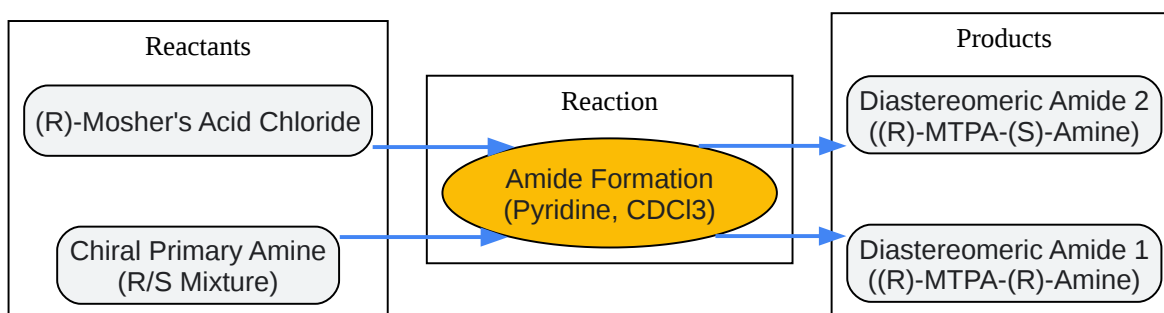 Reactants
(R)-Mosher's Acid Chloride
Chiral Primary Amine
(R/S Mixture)
Reaction
Amide Formation
(Pyridine, CDCl3)
Products
Diastereomeric Amide 2
((R)-MTPA-(S)-Amine)
Diastereomeric Amide 1
((R)-MTPA-(R)-Amine)